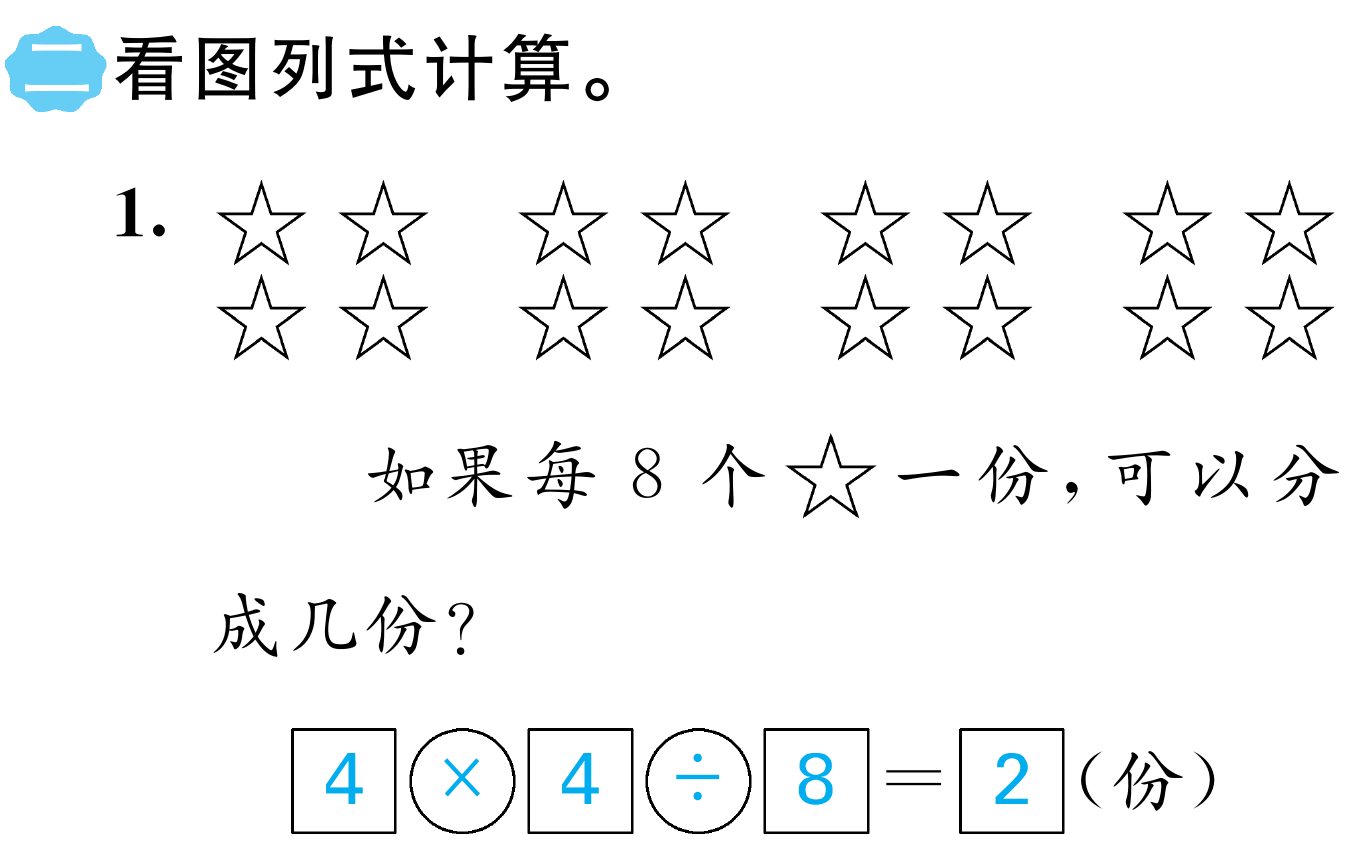 二 看图列式计算。
1.
如果每 8 个☆一份,可以分
成几份?
4 × 4 ÷ 8 = 2 (份)